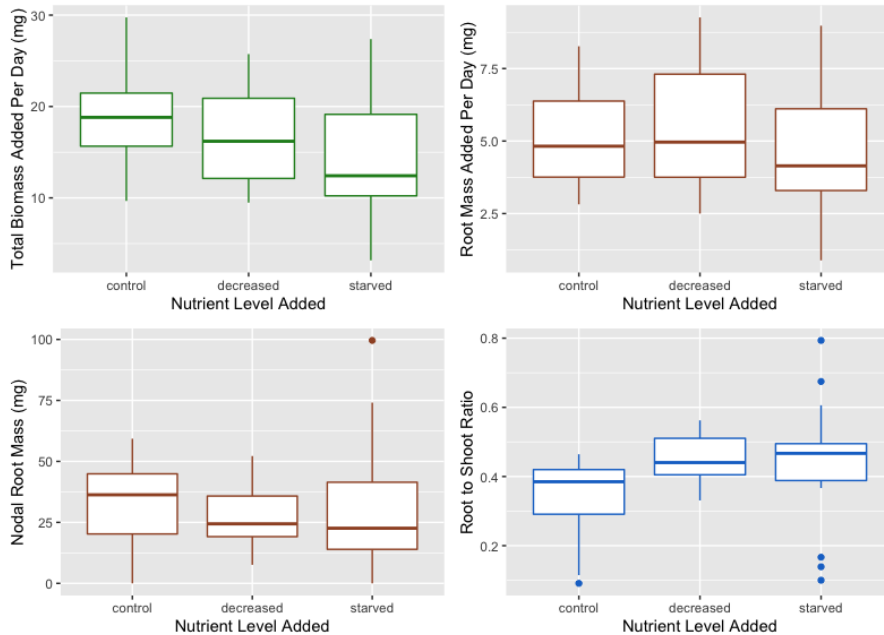 Total Biomass Added Per Day (mg)
30
20
10
control decreased starved
Nutrient Level Added
Root Mass Added Per Day (mg)
7.5
5.0
2.5
control decreased starved
Nutrient Level Added
Nodal Root Mass (mg)
100
75
50
25
0
control decreased starved
Nutrient Level Added
Root to Shoot Ratio
0.8
0.6
0.4
0.2
control decreased starved
Nutrient Level Added